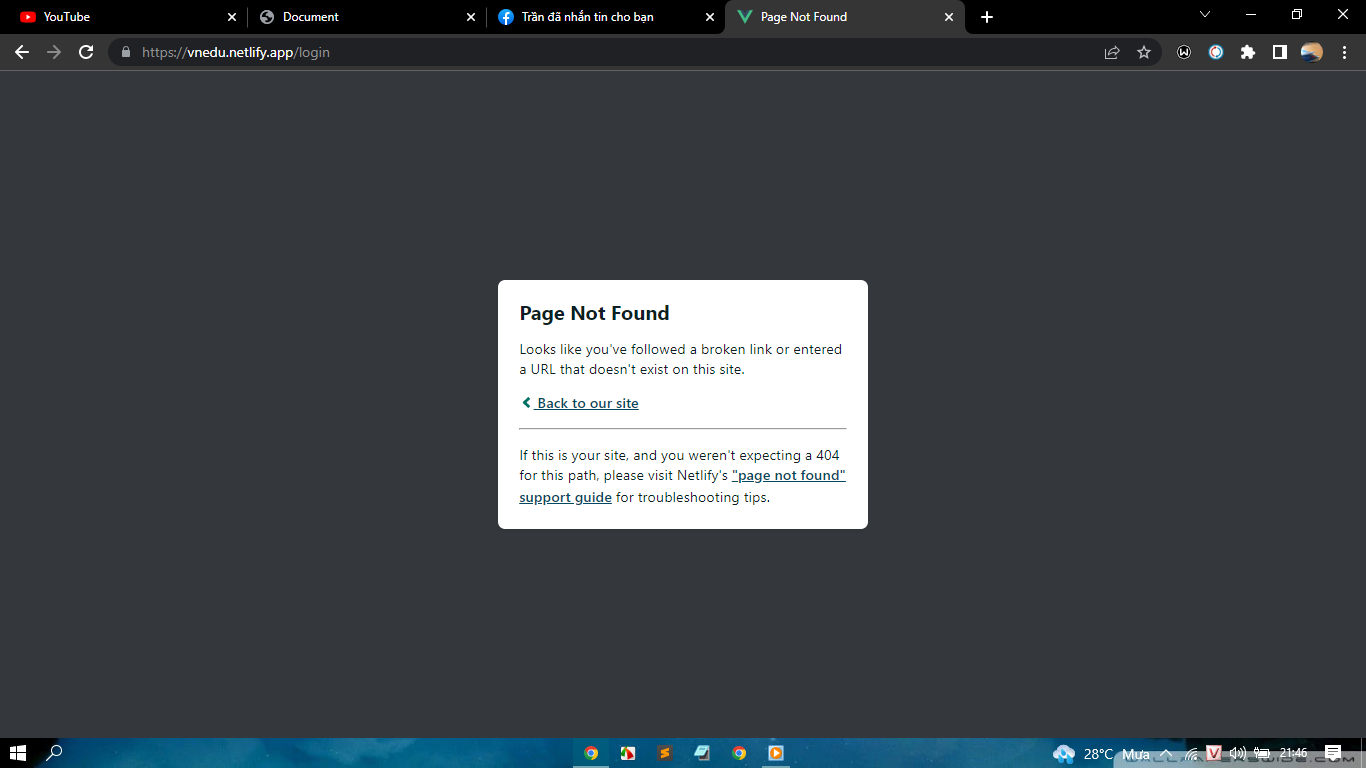 YouTube
Document
Trần đã nhắn tin cho bạn
Page Not Found
https://vnedu.netlify.app/login
Page Not Found
Looks like you've followed a broken link or entered
a URL that doesn't exist on this site.
Back to our site
If this is your site, and you weren't expecting a 404
for this path, please visit Netlify's "page not found"
support guide for troubleshooting tips.
28°C Mưa
V
21:46